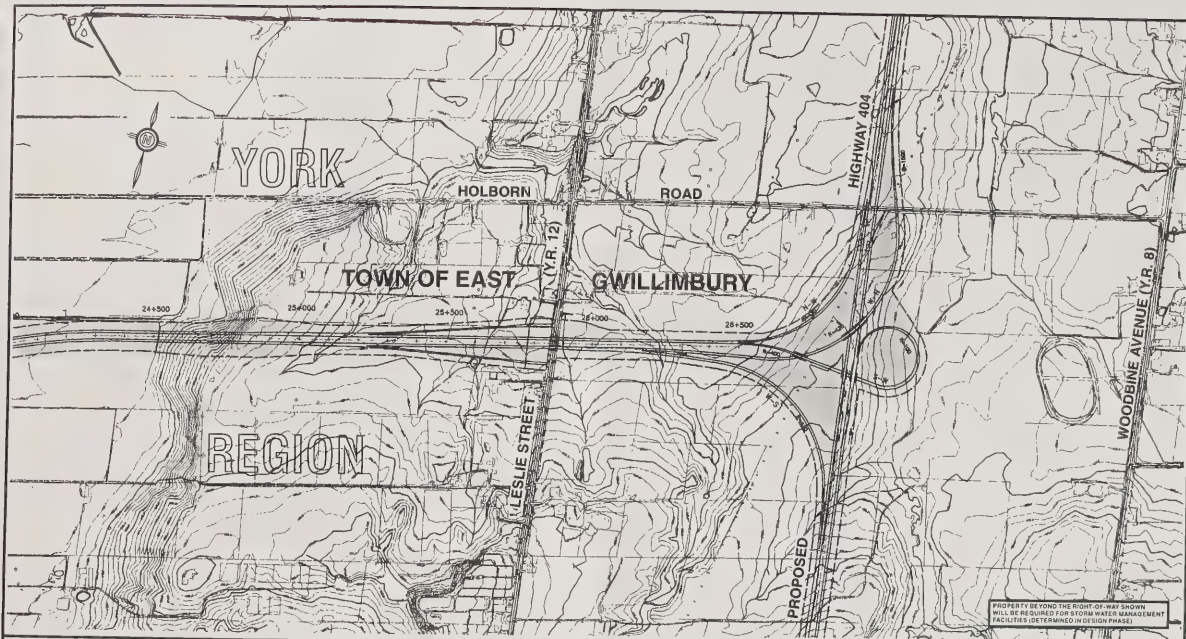 HIGHWAY 404
N
YORK
HOLBORN ROAD
(Y.R. 12)
TOWN OF EAST GWILLIMBURY
WOODBINE AVENUE (Y.R. 8)
24+500 25+000 25+500 26+000 26+500
W-S
LESLIE STREET
REGION
PROPOSED
PROPERTY BEYOND THE RIGHT-OF-WAY SHOWN
WILL BE REQUIRED FOR STORM WATER MANAGEMENT
FACILITIES (DETERMINED IN DESIGN PHASE)